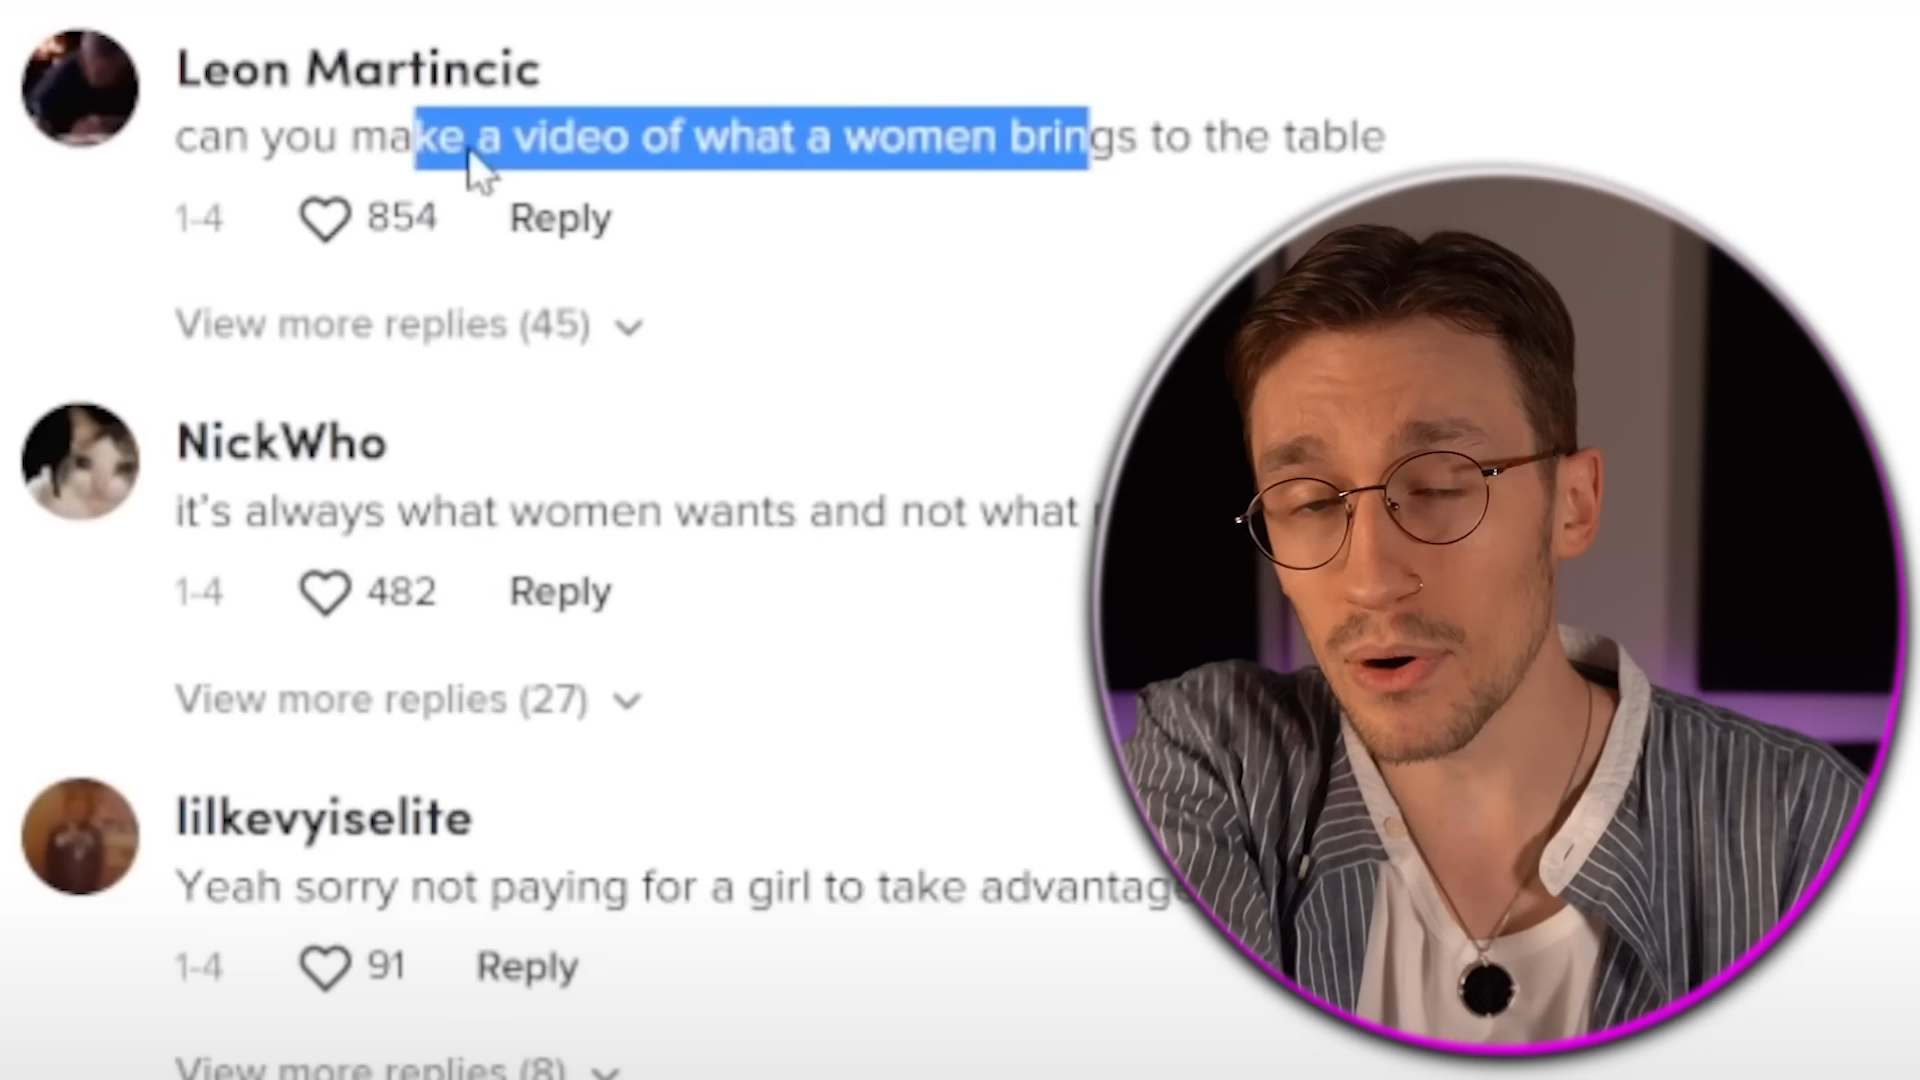 Leon Martincic
can you make a video of what a women brings to the table
1-4 854 Reply
View more replies (45)
NickWho
it's always what women wants and not what
1-4 482 Reply
View more replies (27)
lilkevyiselite
Yeah sorry not paying for a girl to take advantage
1-4 91 Reply
View more replies (8)